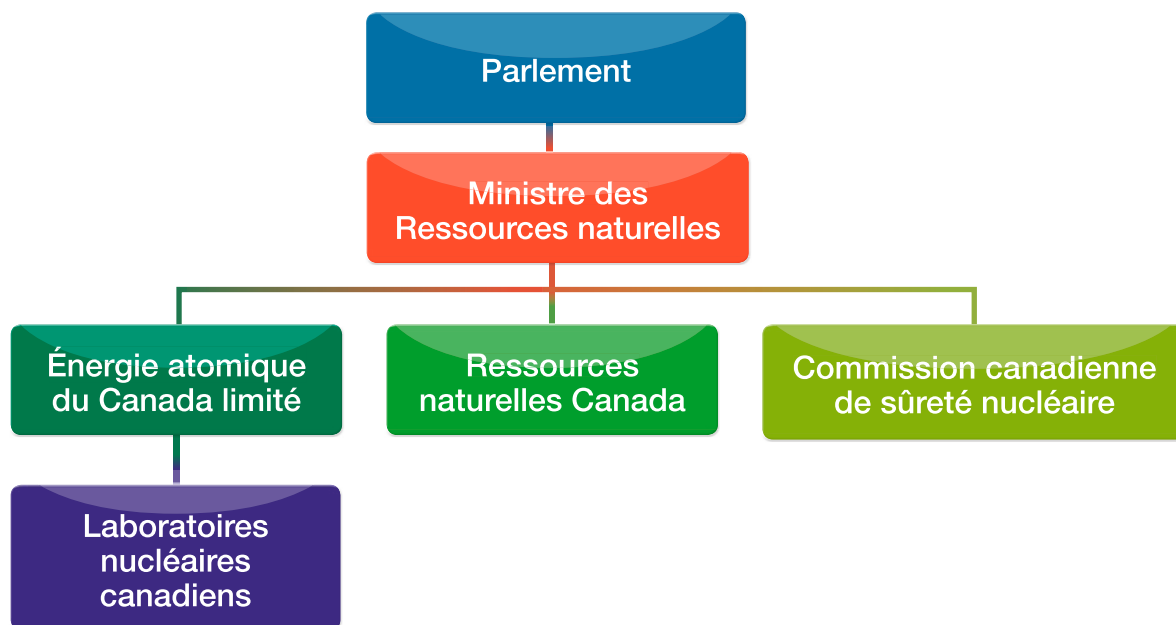 Parlement
Ministre des
Ressources naturelles
Énergie atomique
du Canada limité
Ressources
naturelles Canada
Commission canadienne
de sûreté nucléaire
Laboratoires
nucléaires
canadiens